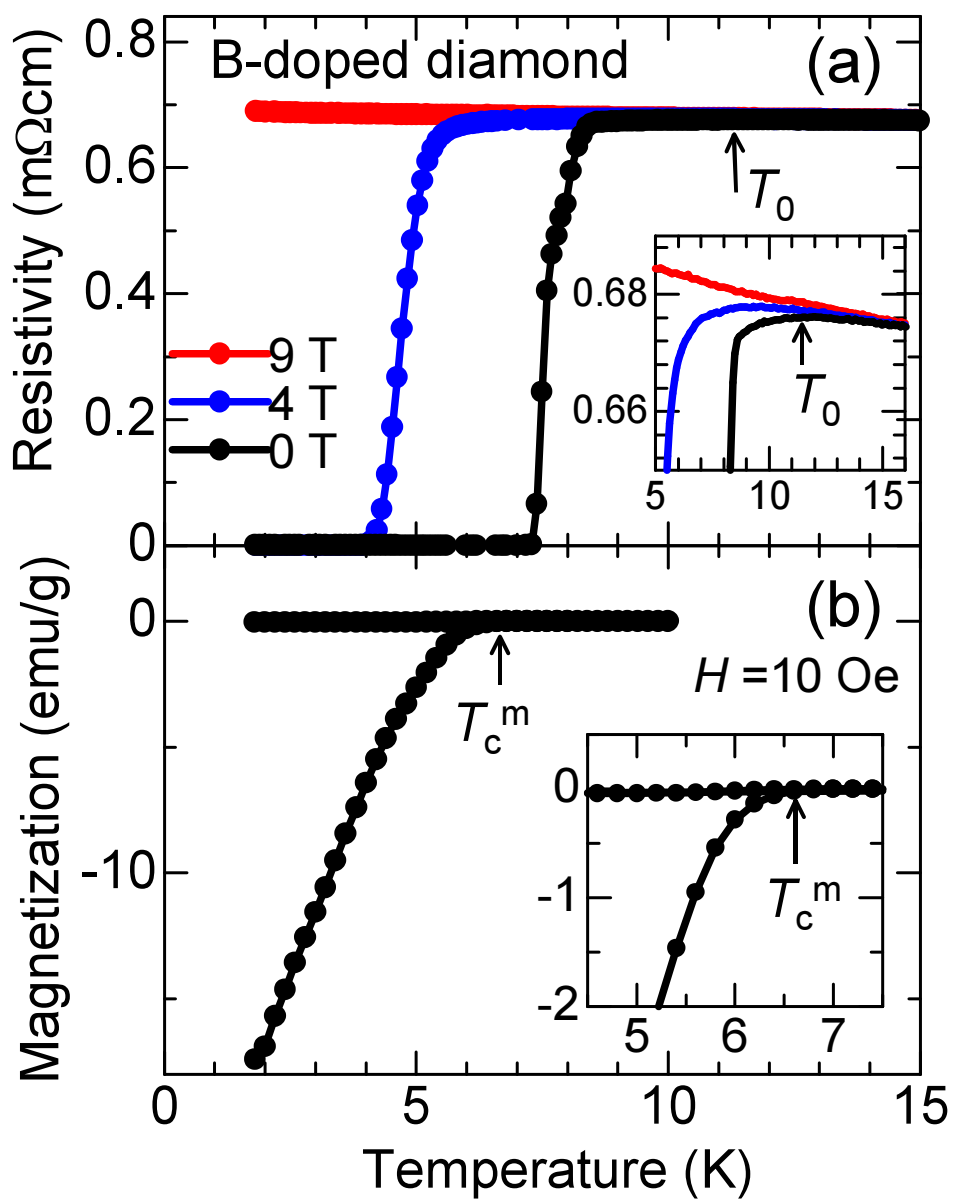 B-doped diamond
(a)
Resistivity (mΩcm)
0.8
0.6
0.4
0.2
0
9 T
4 T
0 T
T0
0.68
0.66
T0
5
10
15
(b)
Magnetization (emu/g)
0
-10
H =10 Oe
Tcm
0
-1
-2
Tcm
5
6
7
0
5
10
15
Temperature (K)